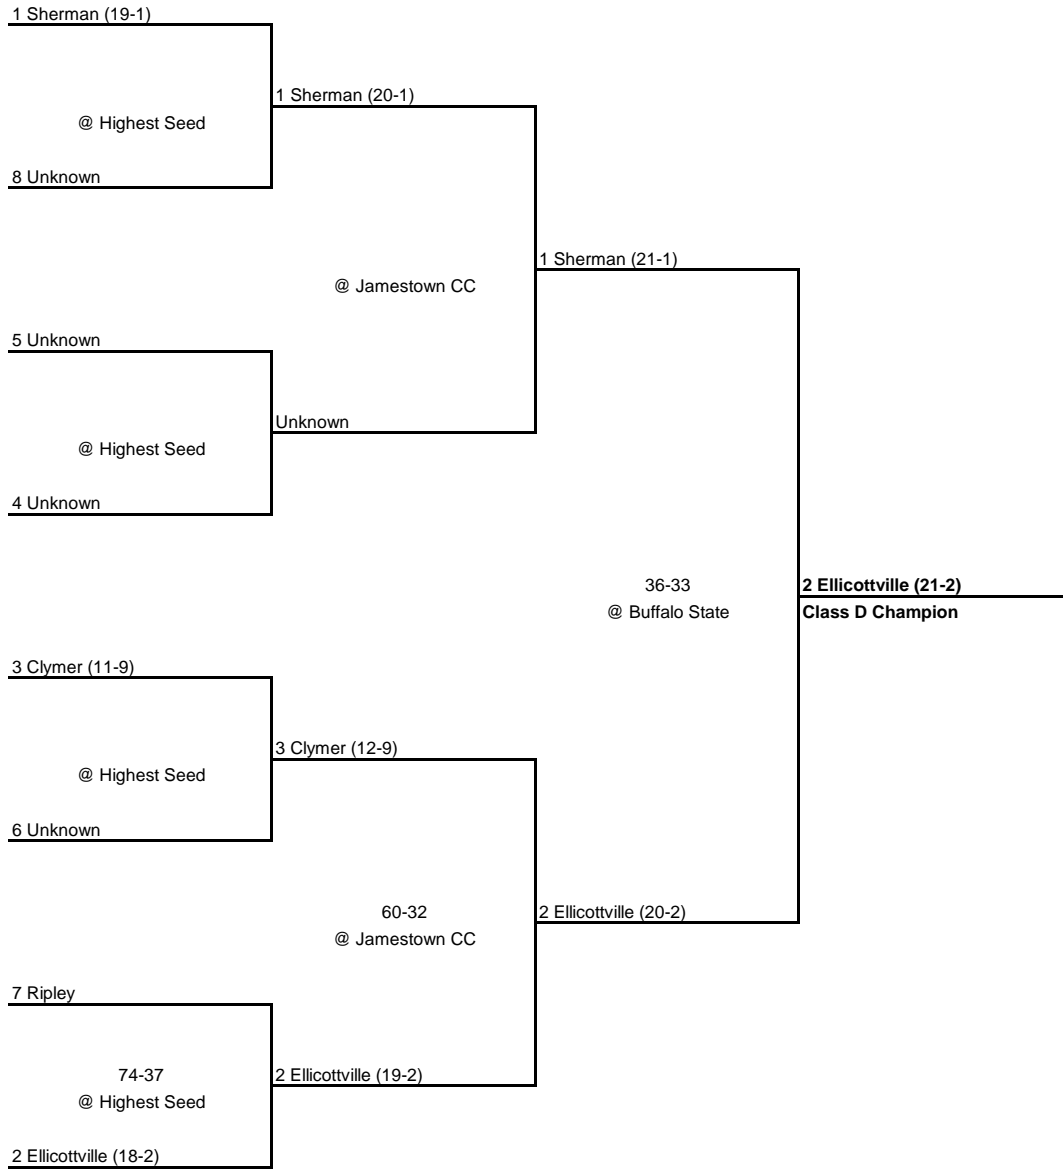 1 Sherman (19-1)
1 Sherman (20-1)
@ Highest Seed
8 Unknown
1 Sherman (21-1)
@ Jamestown CC
5 Unknown
Unknown
@ Highest Seed
4 Unknown
36-33
@ Buffalo State
2 Ellicottville (21-2)
Class D Champion
3 Clymer (11-9)
3 Clymer (12-9)
@ Highest Seed
6 Unknown
60-32
@ Jamestown CC
2 Ellicottville (20-2)
7 Ripley
74-37
@ Highest Seed
2 Ellicottville (19-2)
2 Ellicottville (18-2)